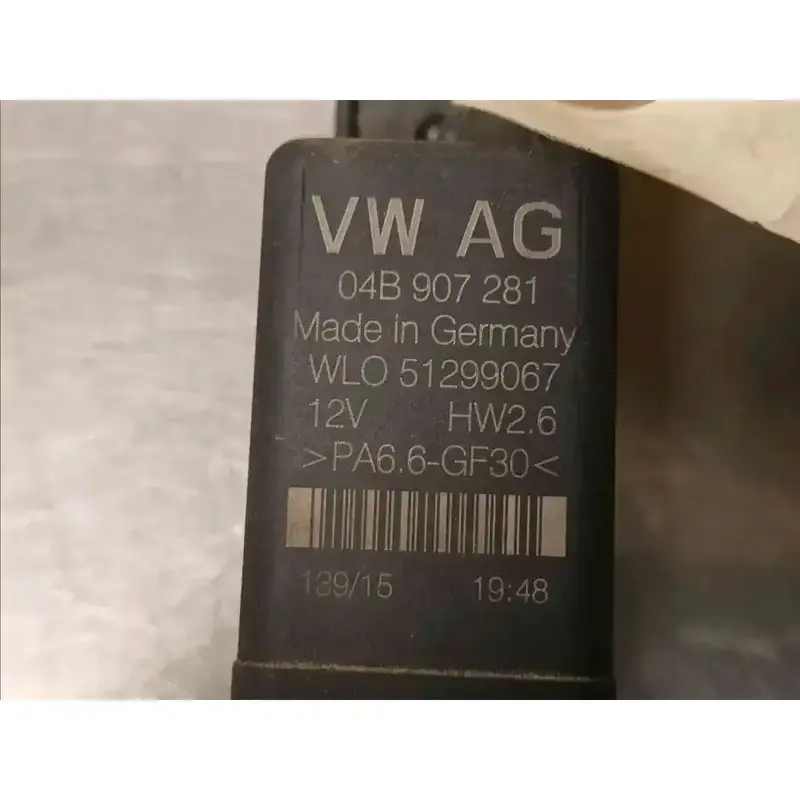 VW AG
04B 907 281
Made in Germany
WLO 51299067
12V HW2.6
>PA6.6-GF30<
139/15 19:48